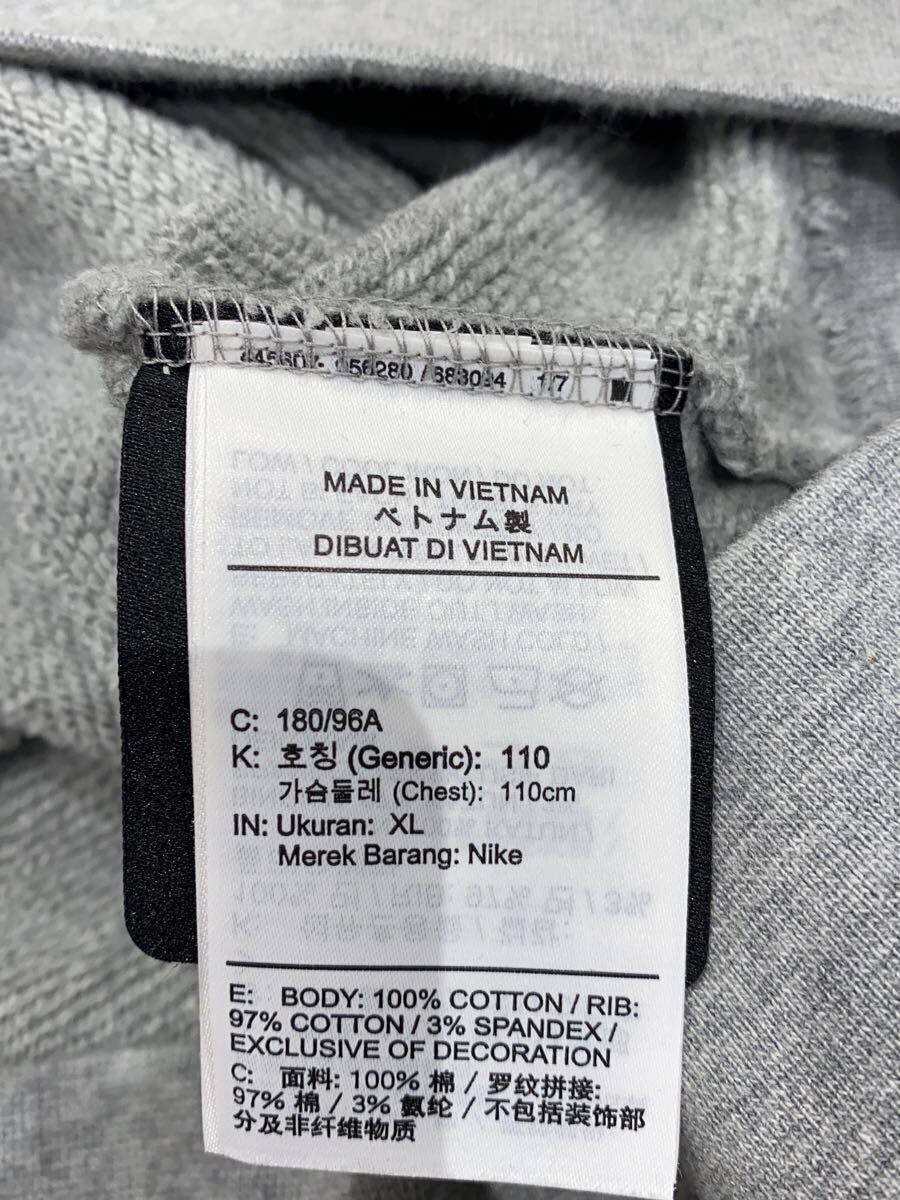 MADE IN VIETNAM
ベトナム製
DIBUAT DI VIETNAM
C: 180/96A
K: 호칭 (Generic): 110
가슴둘레 (Chest): 110cm
IN: Ukuran: XL
Merek Barang: Nike
E: BODY: 100% COTTON / RIB:
97% COTTON / 3% SPANDEX /
EXCLUSIVE OF DECORATION
C: 面料: 100% 棉 / 罗纹拼接:
97% 棉 / 3% 氨纶 / 不包括装饰部
分及非纤维物质